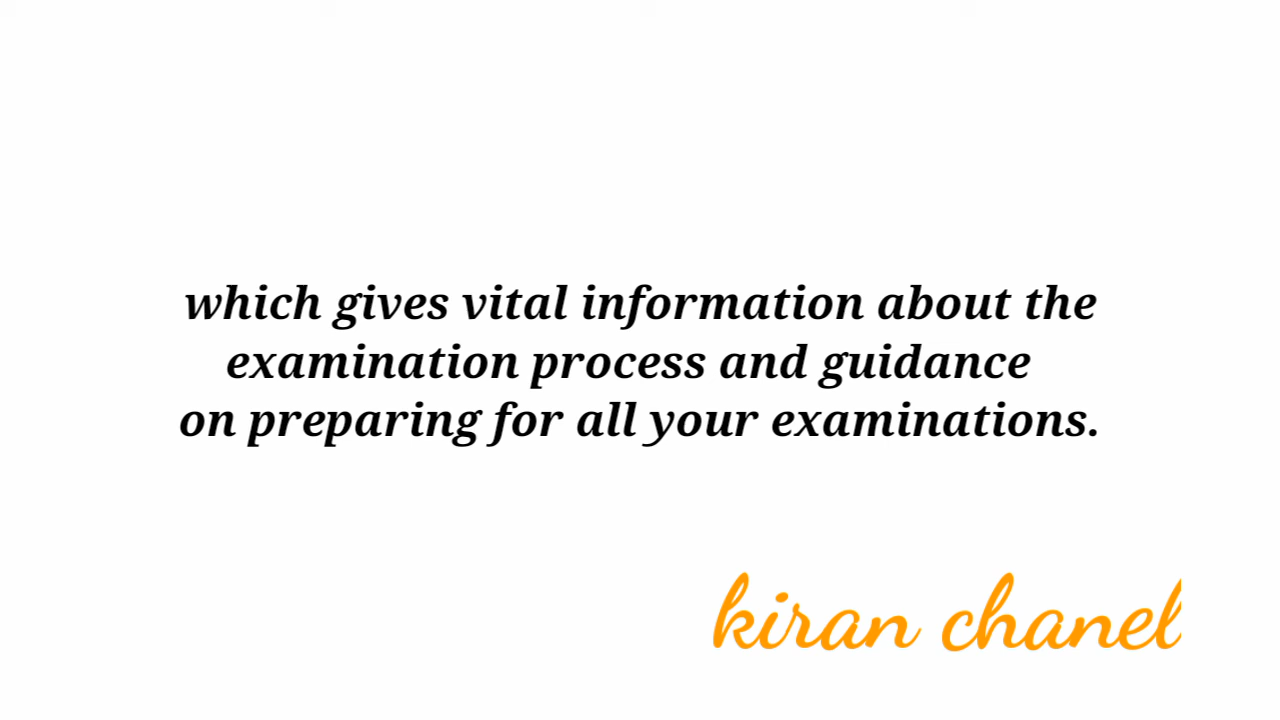 which gives vital information about the
examination process and guidance
on preparing for all your examinations.
kiran chanel